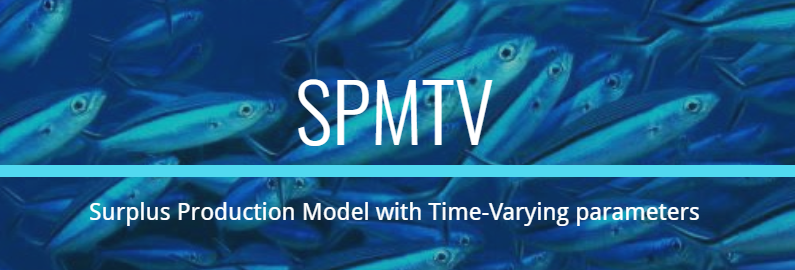 SPMTV
Surplus Production Model with Time-Varying parameters